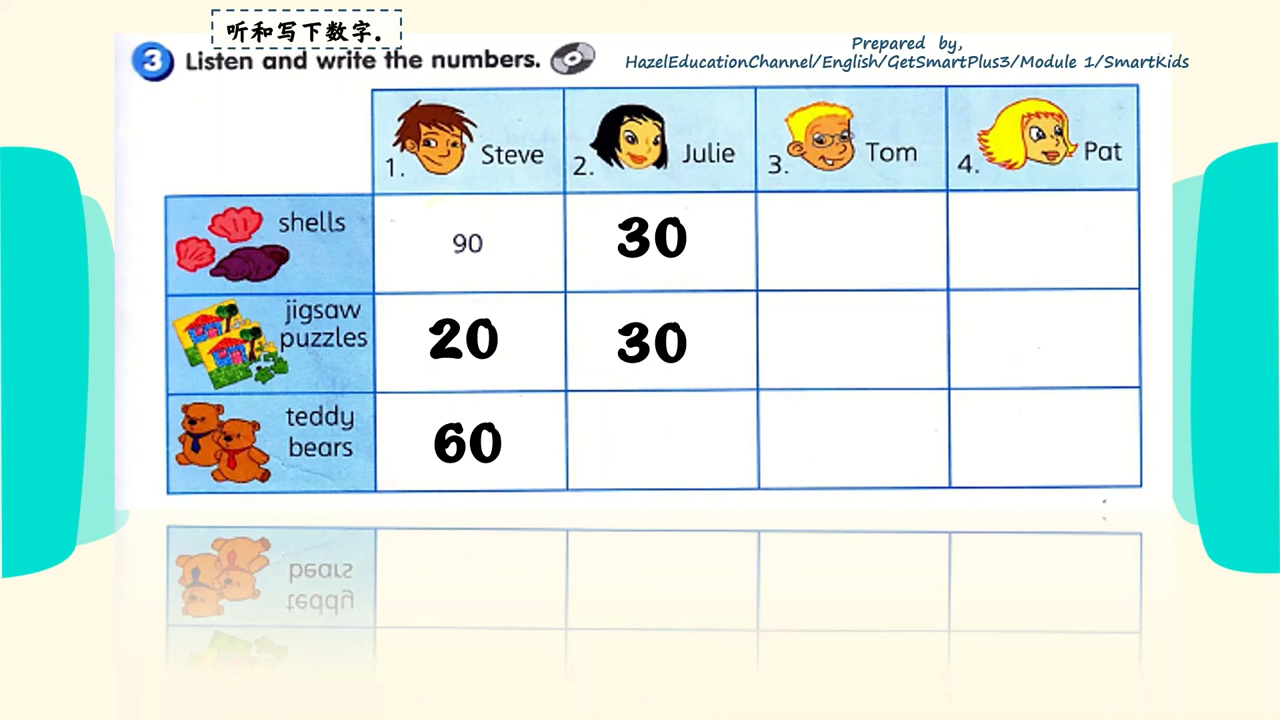 听和写下数字.
3 Listen and write the numbers.
Prepared by,
HazelEducationChannel/English/GetSmartPlus3/Module 1/SmartKids
1. Steve
2. Julie
3. Tom
4. Pat
shells
90
30
jigsaw
puzzles
20
30
teddy
bears
60
bears
teddy